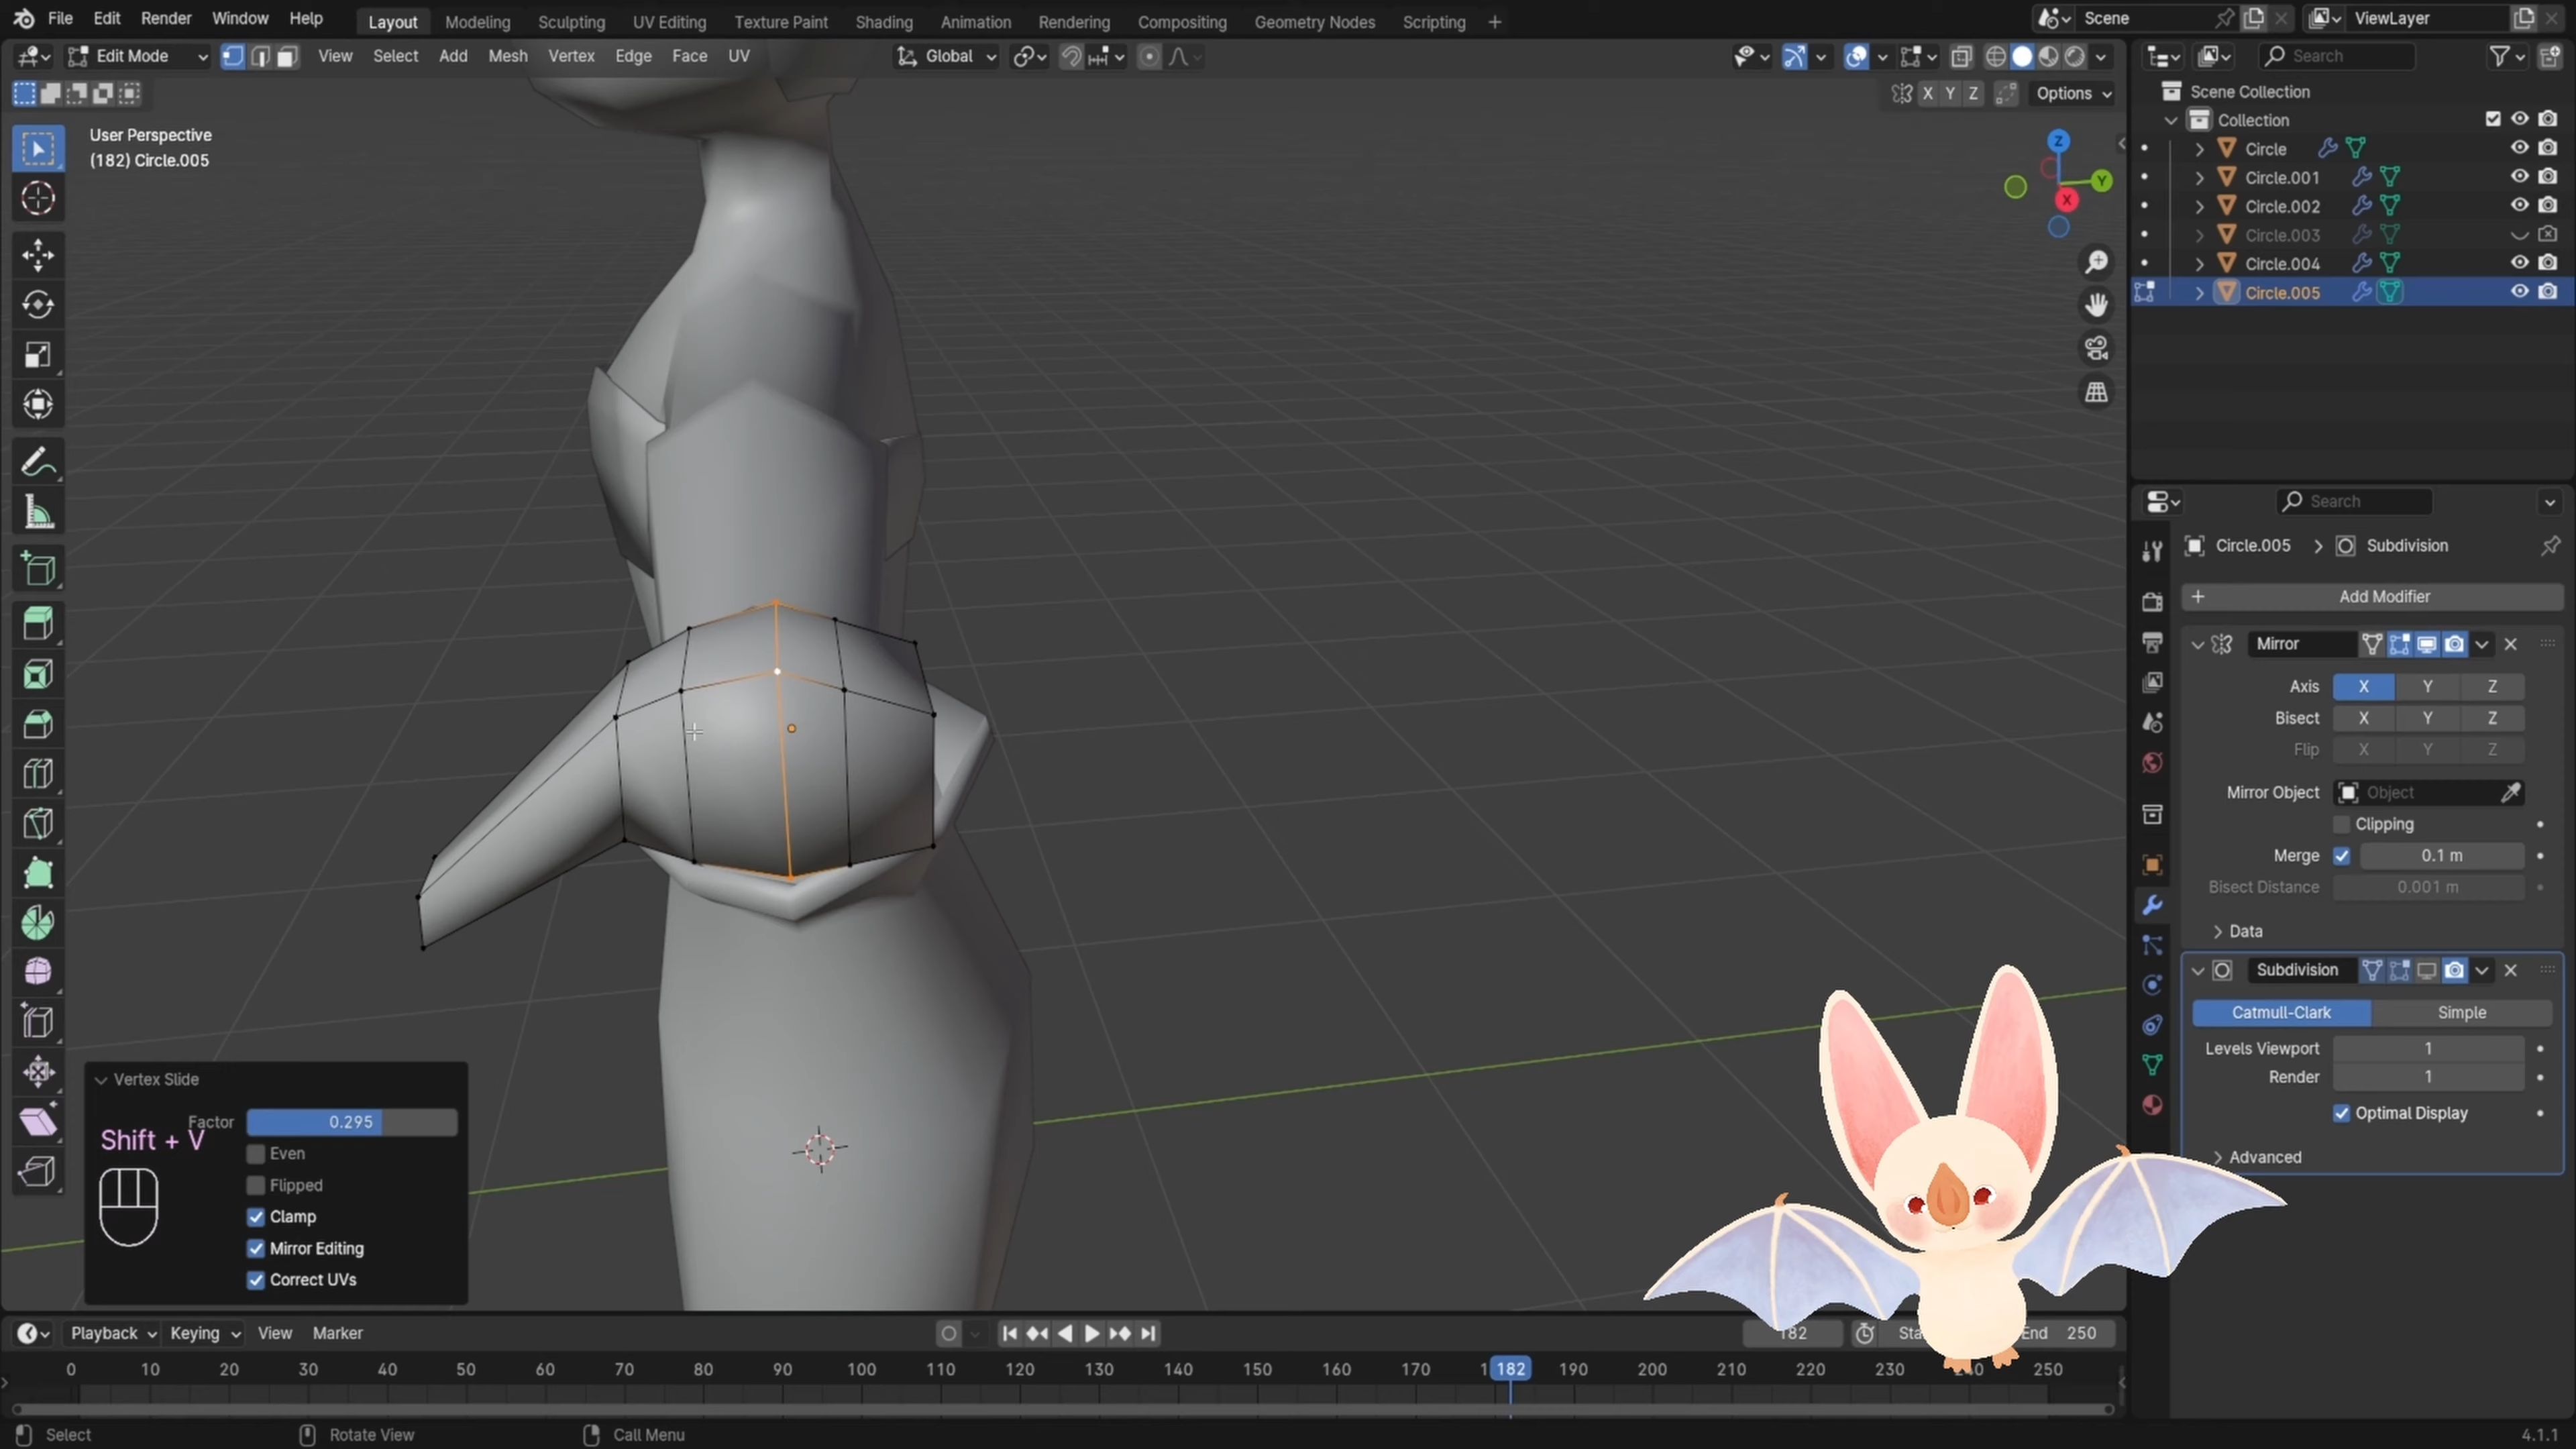 File Edit Render Window Help Layout Modeling Sculpting UV Editing Texture Paint Shading Animation Rendering Compositing Geometry Nodes Scripting + Scene ViewLayer
Edit Mode View Select Add Mesh Vertex Edge Face UV Global Search
X Y Z Options
User Perspective
(182) Circle.005
Z
Y
X
Scene Collection
Collection
Circle
Circle.001
Circle.002
Circle.003
Circle.004
Circle.005
Search
Circle.005 > Subdivision
+ Add Modifier
Mirror
Axis X Y Z
Bisect X Y Z
Flip X Y Z
Mirror Object Object
Clipping
Merge 0.1 m
Bisect Distance 0.001 m
Data
Subdivision
Catmull-Clark Simple
Levels Viewport 1
Render 1
Optimal Display
Advanced
Vertex Slide
Factor 0.295
Shift + V
Even
Flipped
Clamp
Mirror Editing
Correct UVs
Playback Keying View Marker 182 End 250
0 10 20 30 40 50 60 70 80 90 100 110 120 130 140 150 160 170 182 190 200 210 220 230 250
Select Rotate View Call Menu 4.1.1